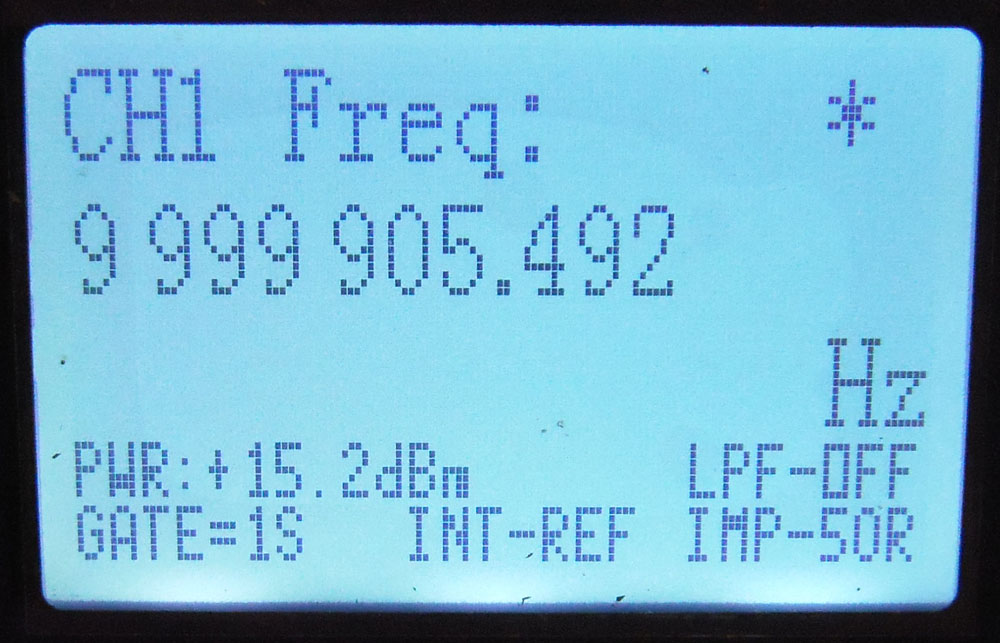 CH1 Freq: *
9 999 905.492
Hz
PWR:+15.2dBm LPF-OFF
GATE=1S INT-REF IMP-50R